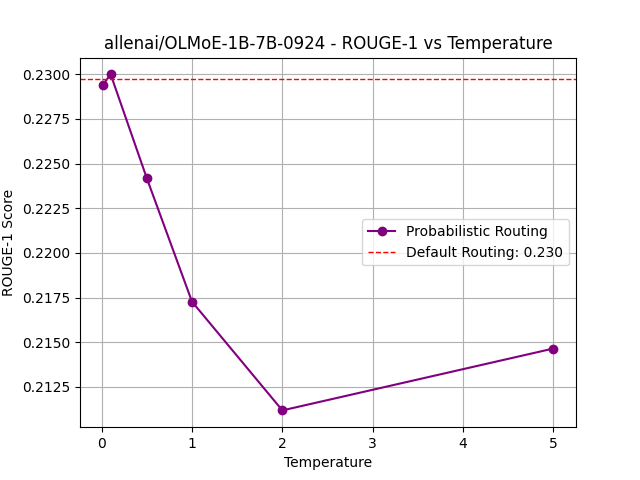 allenai/OLMoE-1B-7B-0924 - ROUGE-1 vs Temperature
ROUGE-1 Score
0.2300
0.2275
0.2250
0.2225
0.2200
0.2175
0.2150
0.2125
Probabilistic Routing
Default Routing: 0.230
0 1 2 3 4 5
Temperature